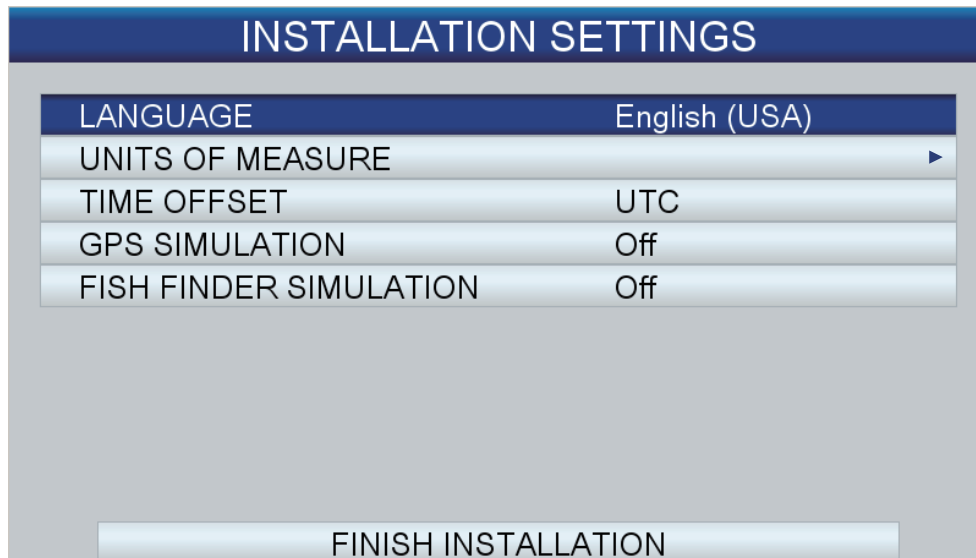 INSTALLATION SETTINGS
LANGUAGE English (USA)
UNITS OF MEASURE
TIME OFFSET UTC
GPS SIMULATION Off
FISH FINDER SIMULATION Off
FINISH INSTALLATION